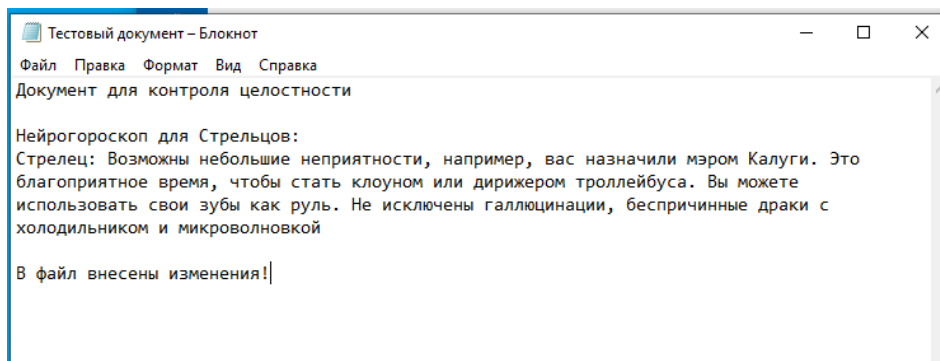 Тестовый документ – Блокнот
Файл Правка Формат Вид Справка
Документ для контроля целостности
Нейрогороскоп для Стрельцов:
Стрелец: Возможны небольшие неприятности, например, вас назначили мэром Калуги. Это
благоприятное время, чтобы стать клоуном или дирижером троллейбуса. Вы можете
использовать свои зубы как руль. Не исключены галлюцинации, беспричинные драки с
холодильником и микроволновкой
В файл внесены изменения!